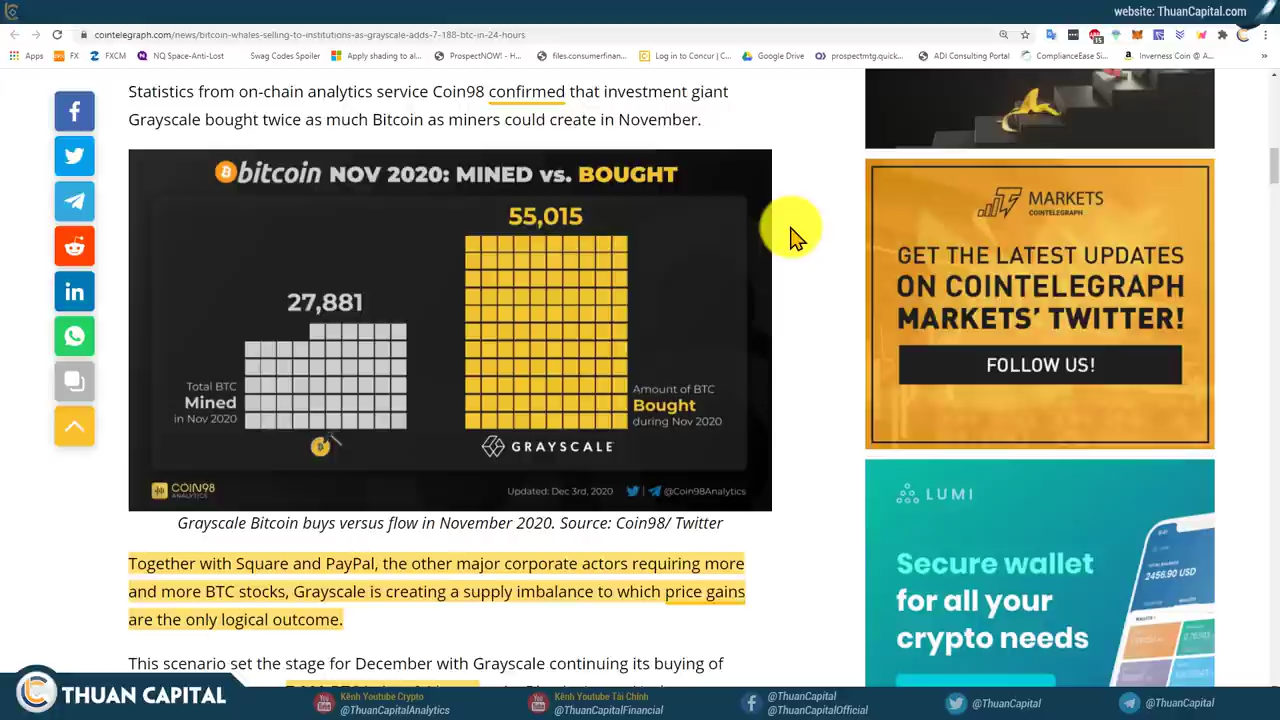 website: ThuanCapital.com
cointelegraph.com/news/bitcoin-whales-selling-to-institutions-as-grayscale-adds-7-188-btc-in-24-hours
Apps
FX
FXCM
NQ Space-Anti-Lost
Swag Codes Spoiler
Apply shading to al...
ProspectNOW! - H...
files.consumerfinan...
Log in to Concur | C...
Google Drive
prospectmtg.quick...
ADI Consulting Portal
ComplianceEase Si...
Inverness Coin @ A...
Statistics from on-chain analytics service Coin98 confirmed that investment giant
Grayscale bought twice as much Bitcoin as miners could create in November.
bitcoin NOV 2020: MINED vs. BOUGHT
55,015
27,881
Total BTC
Mined
in Nov 2020
Amount of BTC
Bought
during Nov 2020
GRAYSCALE
COIN98
ANALYTICS
Updated: Dec 3rd, 2020
@Coin98Analytics
Grayscale Bitcoin buys versus flow in November 2020. Source: Coin98/ Twitter
Together with Square and PayPal, the other major corporate actors requiring more
and more BTC stocks, Grayscale is creating a supply imbalance to which price gains
are the only logical outcome.
This scenario set the stage for December with Grayscale continuing its buying of
MARKETS
COINTELEGRAPH
GET THE LATEST UPDATES
ON COINTELEGRAPH
MARKETS' TWITTER!
FOLLOW US!
LUMI
Secure wallet
for all your
crypto needs
2456.90 USD
THUAN CAPITAL
Kênh Youtube Crypto
@ThuanCapitalAnalytics
Kênh Youtube Tài Chính
@ThuanCapitalFinancial
@ThuanCapital
@ThuanCapitalOfficial
@ThuanCapital
@ThuanCapital